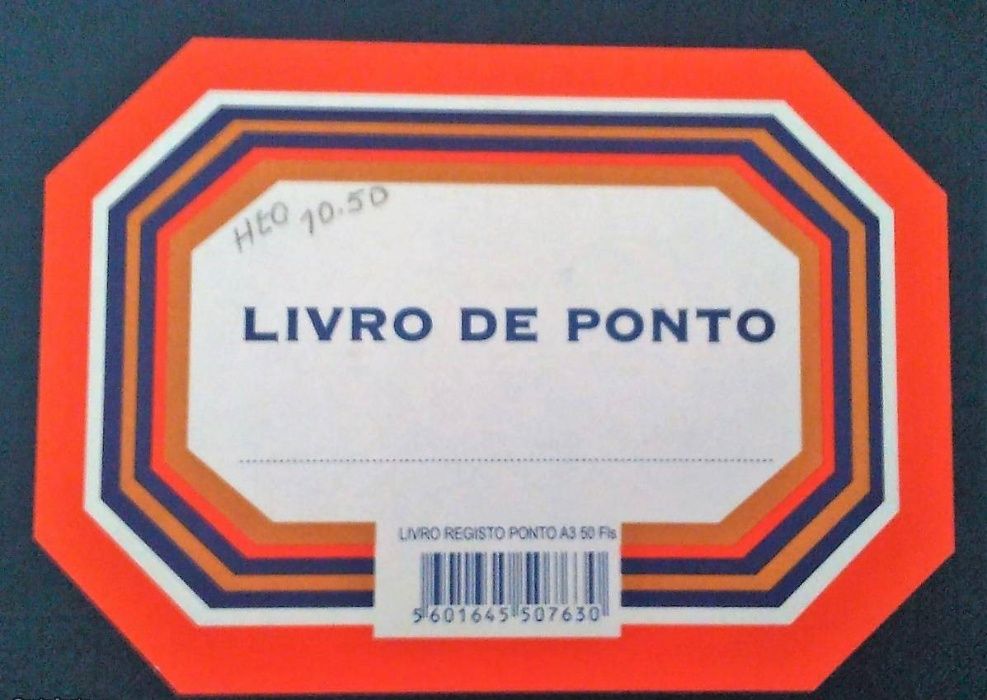 HtO 10.50
LIVRO DE PONTO
LIVRO REGISTO PONTO A3 50 Fls
5 601645 507630